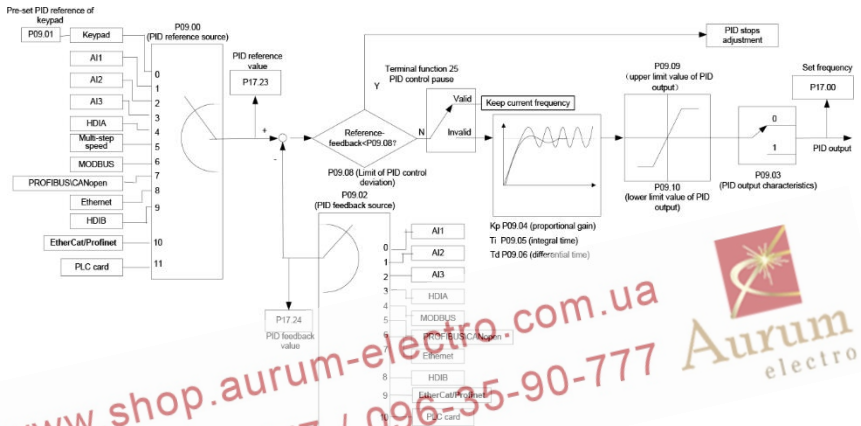 Pre-set PID reference of
keypad
P09.01
Keypad
AI1
AI2
AI3
HDIA
Multi-step
speed
MODBUS
PROFIBUS\CANopen
Ethernet
HDIB
EtherCat/Profinet
PLC card
P09.00
(PID reference source)
0
1
2
3
4
5
6
7
8
9
10
11
PID reference
value
P17.23
+
-
Reference-
feedback<P09.08?
Y
N
P09.08 (Limit of PID control
deviation)
Terminal function 25
PID control pause
Valid
Invalid
Keep current frequency
PID stops
adjustment
Kp P09.04 (proportional gain)
Ti P09.05 (integral time)
Td P09.06 (differential time)
P09.09
(upper limit value of PID
output)
P09.10
(lower limit value of PID
output)
0
1
P09.03
(PID output characteristics)
Set frequency
P17.00
PID output
P09.02
(PID feedback source)
0
1
2
3
4
5
6
7
8
9
10
AI1
AI2
AI3
HDIA
MODBUS
PROFIBUS\CANopen
Ethernet
HDIB
EtherCat/Profinet
PLC card
P17.24
PID feedback
value
shop.aurum-electro.com.ua
096-35-90-777
Aurum
electro